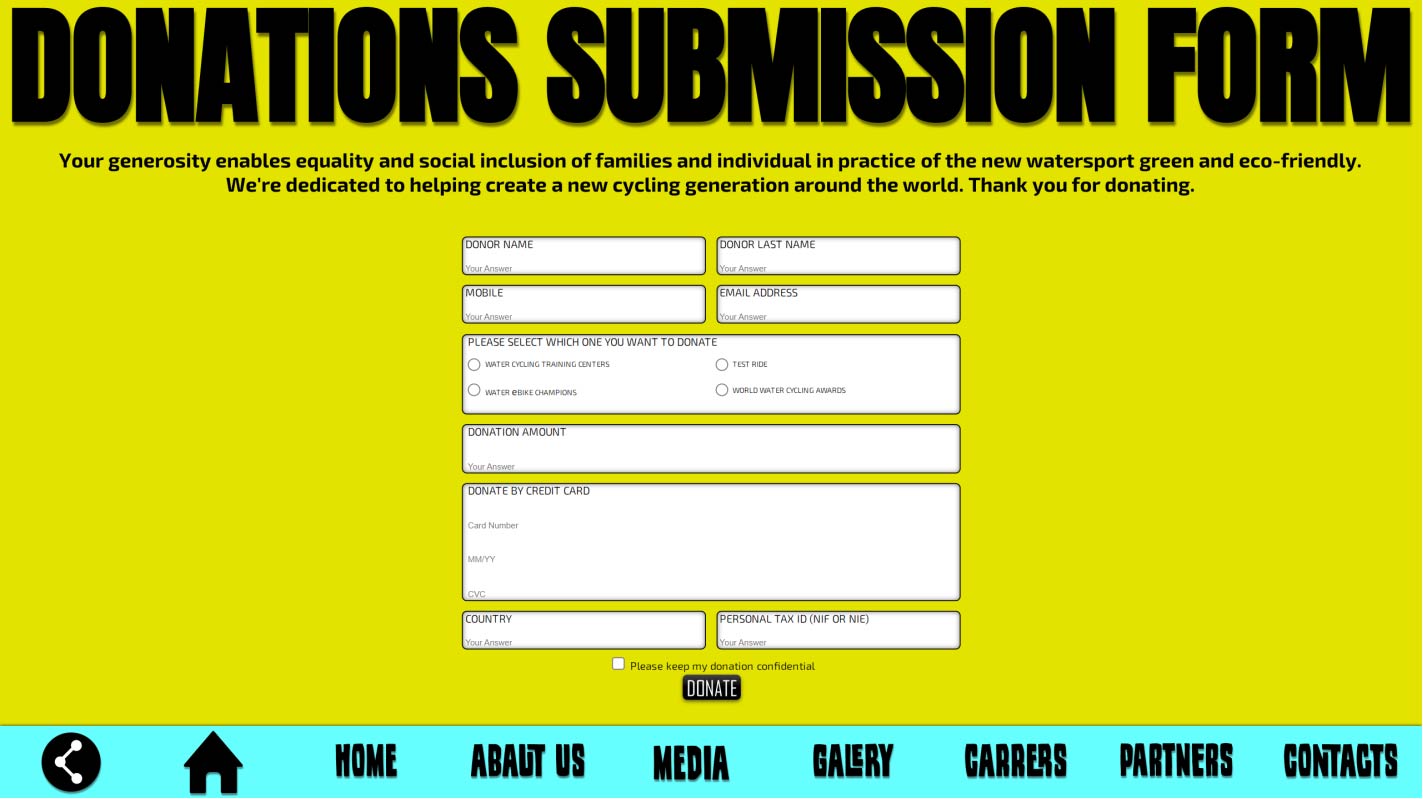 DONATIONS SUBMISSION FORM
Your generosity enables equality and social inclusion of families and individual in practice of the new watersport green and eco-friendly.
We're dedicated to helping create a new cycling generation around the world. Thank you for donating.
DONOR NAME
Your Answer
DONOR LAST NAME
Your Answer
MOBILE
Your Answer
EMAIL ADDRESS
Your Answer
PLEASE SELECT WHICH ONE YOU WANT TO DONATE
WATER CYCLING TRAINING CENTERS
TEST RIDE
WATER eBIKE CHAMPIONS
WORLD WATER CYCLING AWARDS
DONATION AMOUNT
Your Answer
DONATE BY CREDIT CARD
Card Number
MM/YY
CVC
COUNTRY
Your Answer
PERSONAL TAX ID (NIF OR NIE)
Your Answer
Please keep my donation confidential
DONATE
HOME ABAUT US MEDIA GALERY CARRERS PARTNERS CONTACTS